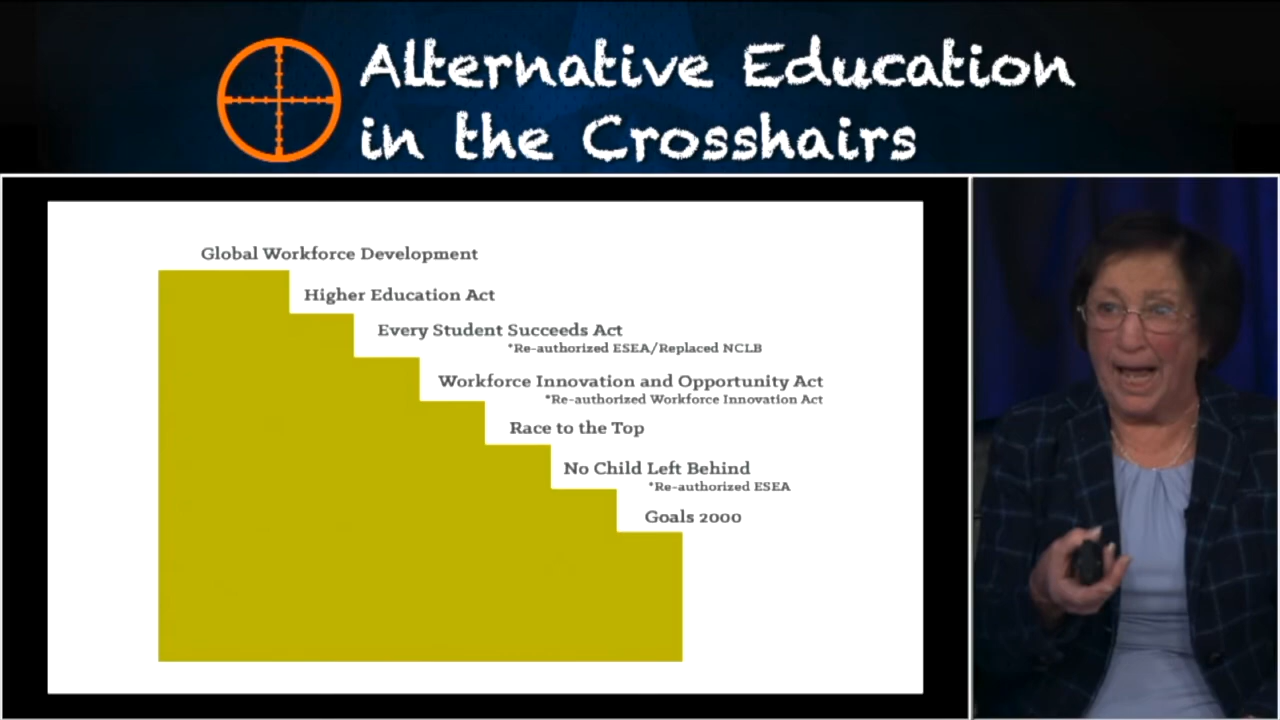 Alternative Education
in the Crosshairs
Global Workforce Development
Higher Education Act
Every Student Succeeds Act
*Re-authorized ESEA/Replaced NCLB
Workforce Innovation and Opportunity Act
*Re-authorized Workforce Innovation Act
Race to the Top
No Child Left Behind
*Re-authorized ESEA
Goals 2000